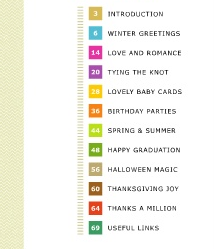 3 INTRODUCTION
6 WINTER GREETINGS
14 LOVE AND ROMANCE
20 TYING THE KNOT
28 LOVELY BABY CARDS
36 BIRTHDAY PARTIES
44 SPRING & SUMMER
48 HAPPY GRADUATION
56 HALLOWEEN MAGIC
60 THANKSGIVING JOY
64 THANKS A MILLION
69 USEFUL LINKS